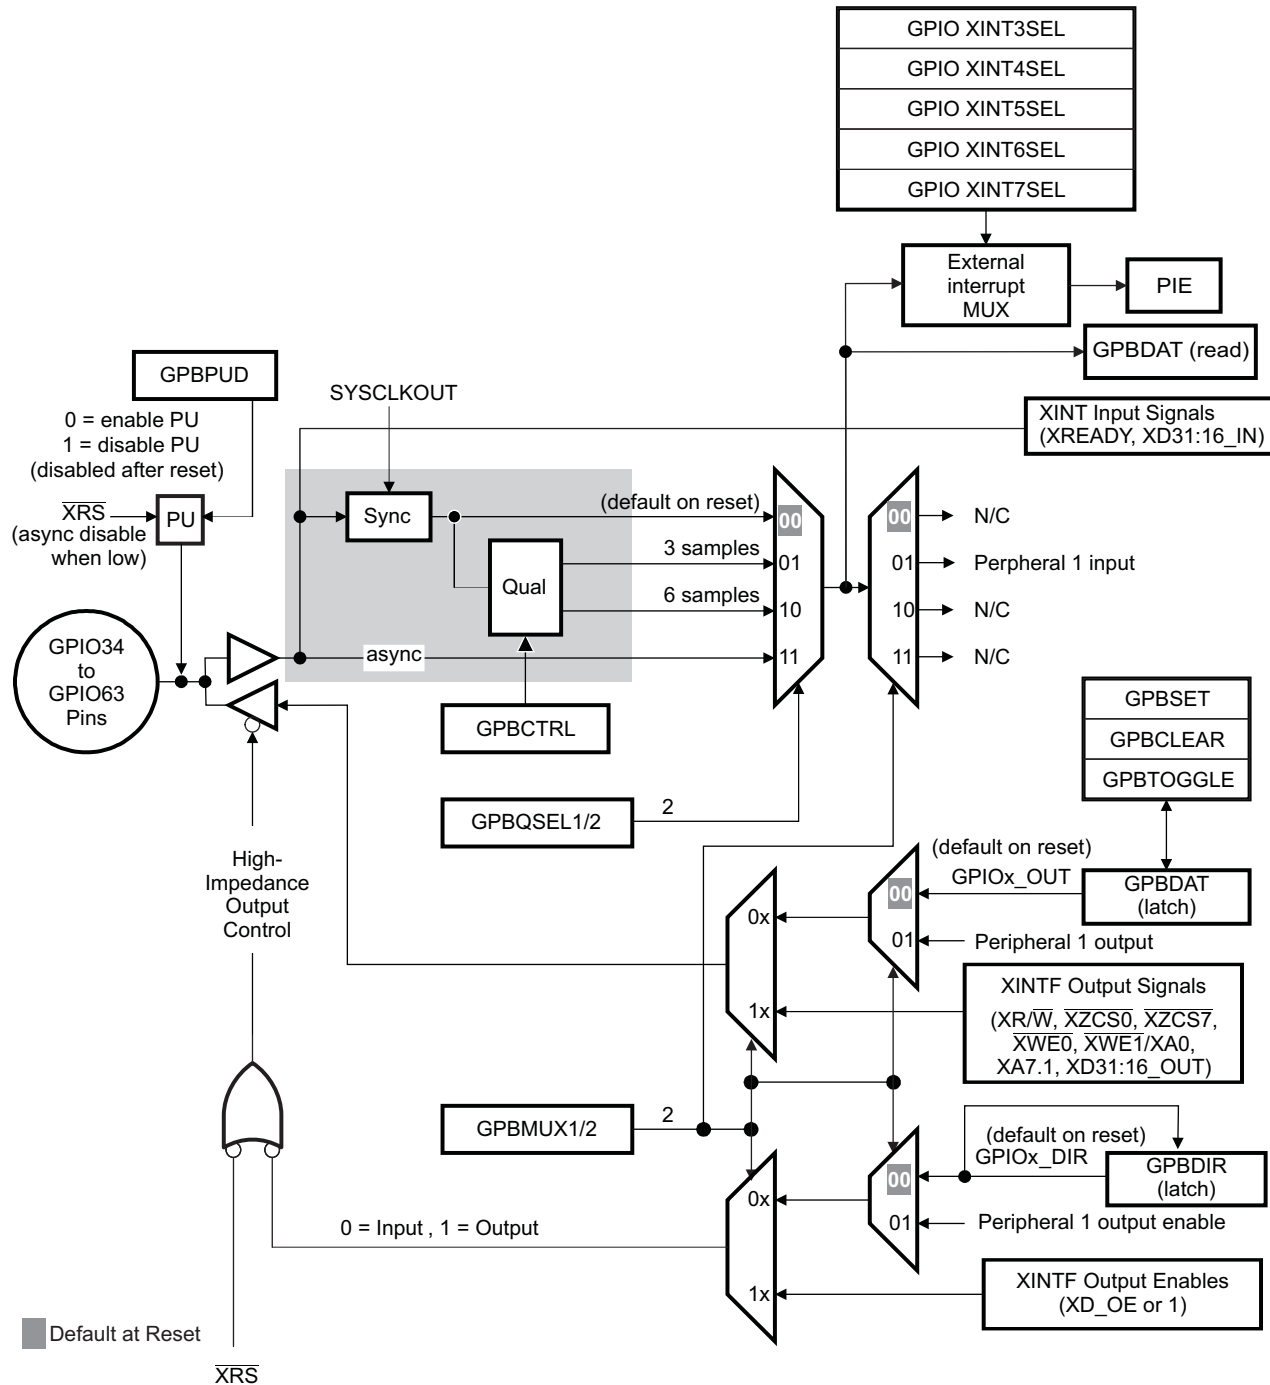 GPIO XINT3SEL
GPIO XINT4SEL
GPIO XINT5SEL
GPIO XINT6SEL
GPIO XINT7SEL
External
interrupt
MUX
PIE
GPBDAT (read)
GPBPUD
SYSCLKOUT
0 = enable PU
1 = disable PU
(disabled after reset)
XINT Input Signals
(XREADY, XD31:16_IN)
XRS
(async disable
when low)
PU
Sync
(default on reset)
00
00
N/C
3 samples
01
01
Perpheral 1 input
Qual
6 samples
10
10
N/C
async
11
11
N/C
GPIO34
to
GPIO63
Pins
GPBCTRL
GPBSET
GPBCLEAR
GPBTOGGLE
GPBQSEL1/2
2
High-
Impedance
Output
Control
(default on reset)
GPIOx_OUT
00
GPBDAT
(latch)
0x
01
Peripheral 1 output
1x
XINTF Output Signals
(XR/W, XZCS0, XZCS7,
XWE0, XWE1/XA0,
XA7.1, XD31:16_OUT)
GPBMUX1/2
2
(default on reset)
GPIOx_DIR
00
GPBDIR
(latch)
0x
01
Peripheral 1 output enable
0 = Input , 1 = Output
1x
XINTF Output Enables
(XD_OE or 1)
Default at Reset
XRS